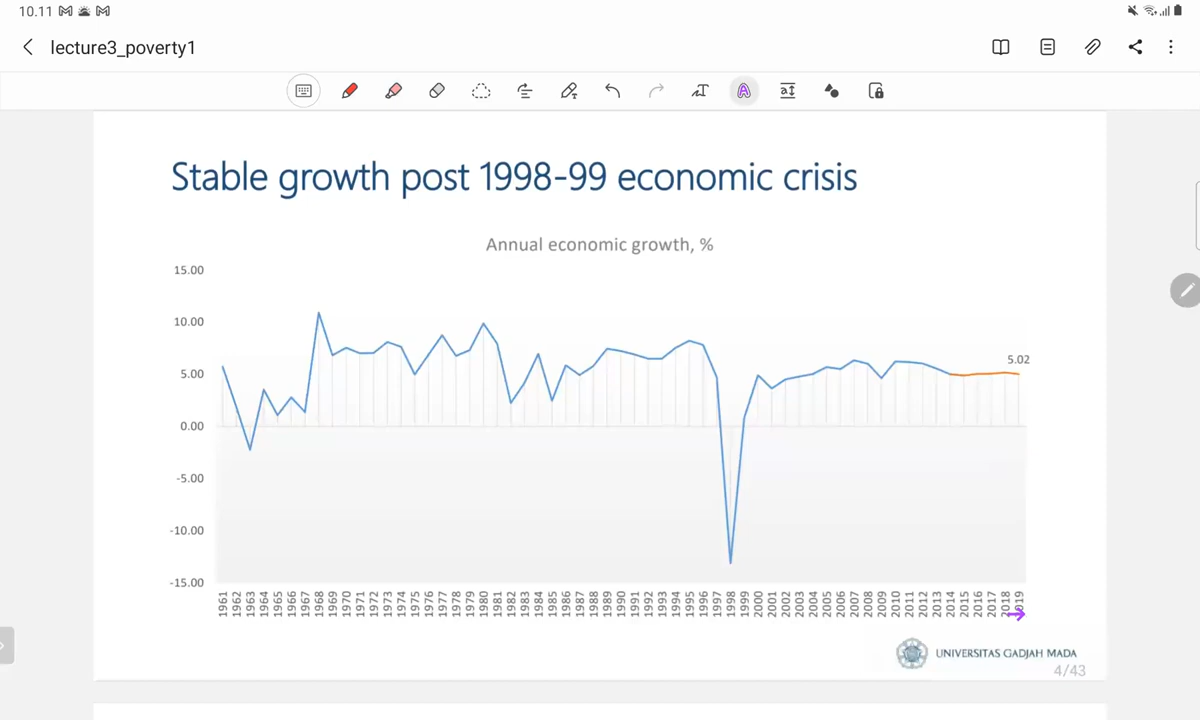 10.11
lecture3_poverty1
Stable growth post 1998-99 economic crisis
Annual economic growth, %
15.00
10.00
5.00
0.00
-5.00
-10.00
-15.00
5.02
1961 1962 1963 1964 1965 1966 1967 1968 1969 1970 1971 1972 1973 1974 1975 1976 1977 1978 1979 1980 1981 1982 1983 1984 1985 1986 1987 1988 1989 1990 1991 1992 1993 1994 1995 1996 1997 1998 1999 2000 2001 2002 2003 2004 2005 2006 2007 2008 2009 2010 2011 2012 2013 2014 2015 2016 2017 2018 2019
UNIVERSITAS GADJAH MADA
4/43